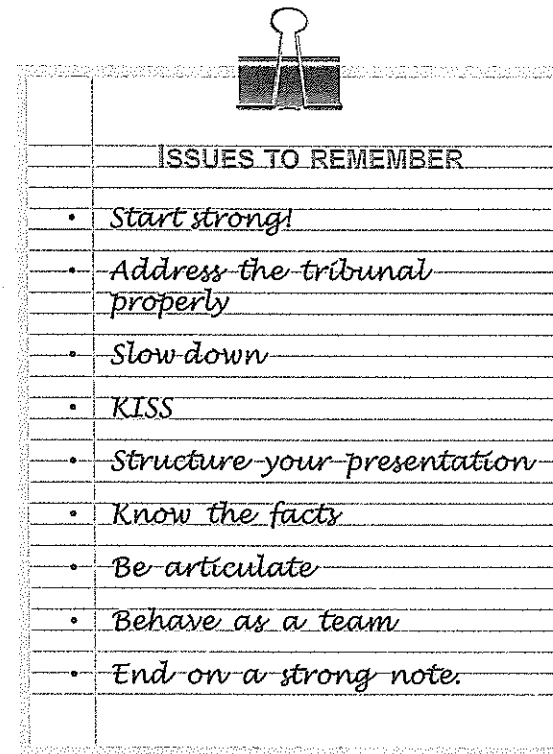 ISSUES TO REMEMBER
• Start strong!
• Address the tribunal
properly
• Slow down
• KISS
• Structure your presentation
• Know the facts
• Be articulate
• Behave as a team
• End on a strong note.